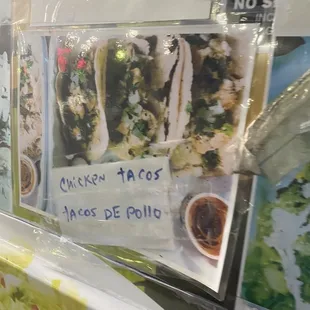 NO S
CHICKEN TACOS
TACOS DE POLLO